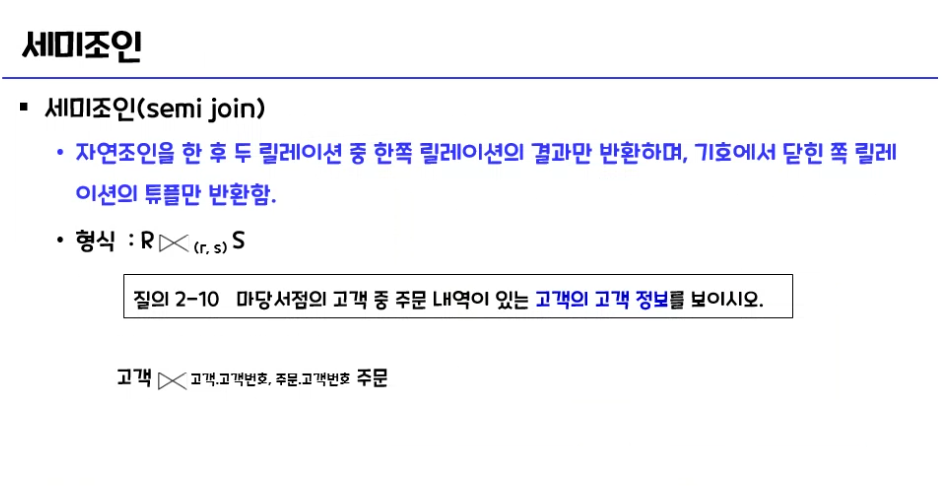 세미조인
▪ 세미조인(semi join)
• 자연조인을 한 후 두 릴레이션 중 한쪽 릴레이션의 결과만 반환하며, 기호에서 닫힌 쪽 릴레
이션의 튜플만 반환함.
• 형식 : R ⋉ (r, s) S
질의 2-10 마당서점의 고객 중 주문 내역이 있는 고객의 고객 정보를 보이시오.
고객 ⋉ 고객.고객번호, 주문.고객번호 주문